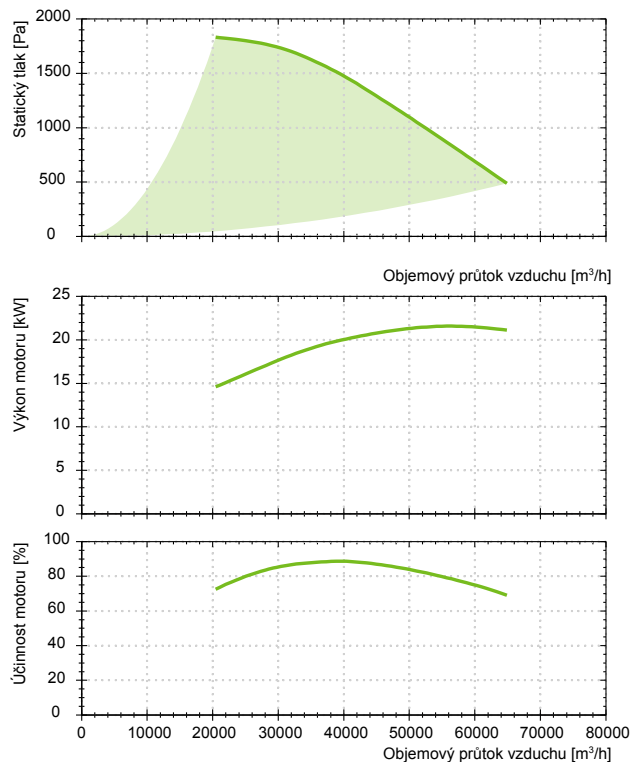 Statický tlak [Pa]
2000
1500
1000
500
0
Objemový průtok vzduchu [m³/h]
Výkon motoru [kW]
25
20
15
10
5
0
Účinnost motoru [%]
100
80
60
40
20
0
0 10000 20000 30000 40000 50000 60000 70000 80000
Objemový průtok vzduchu [m³/h]